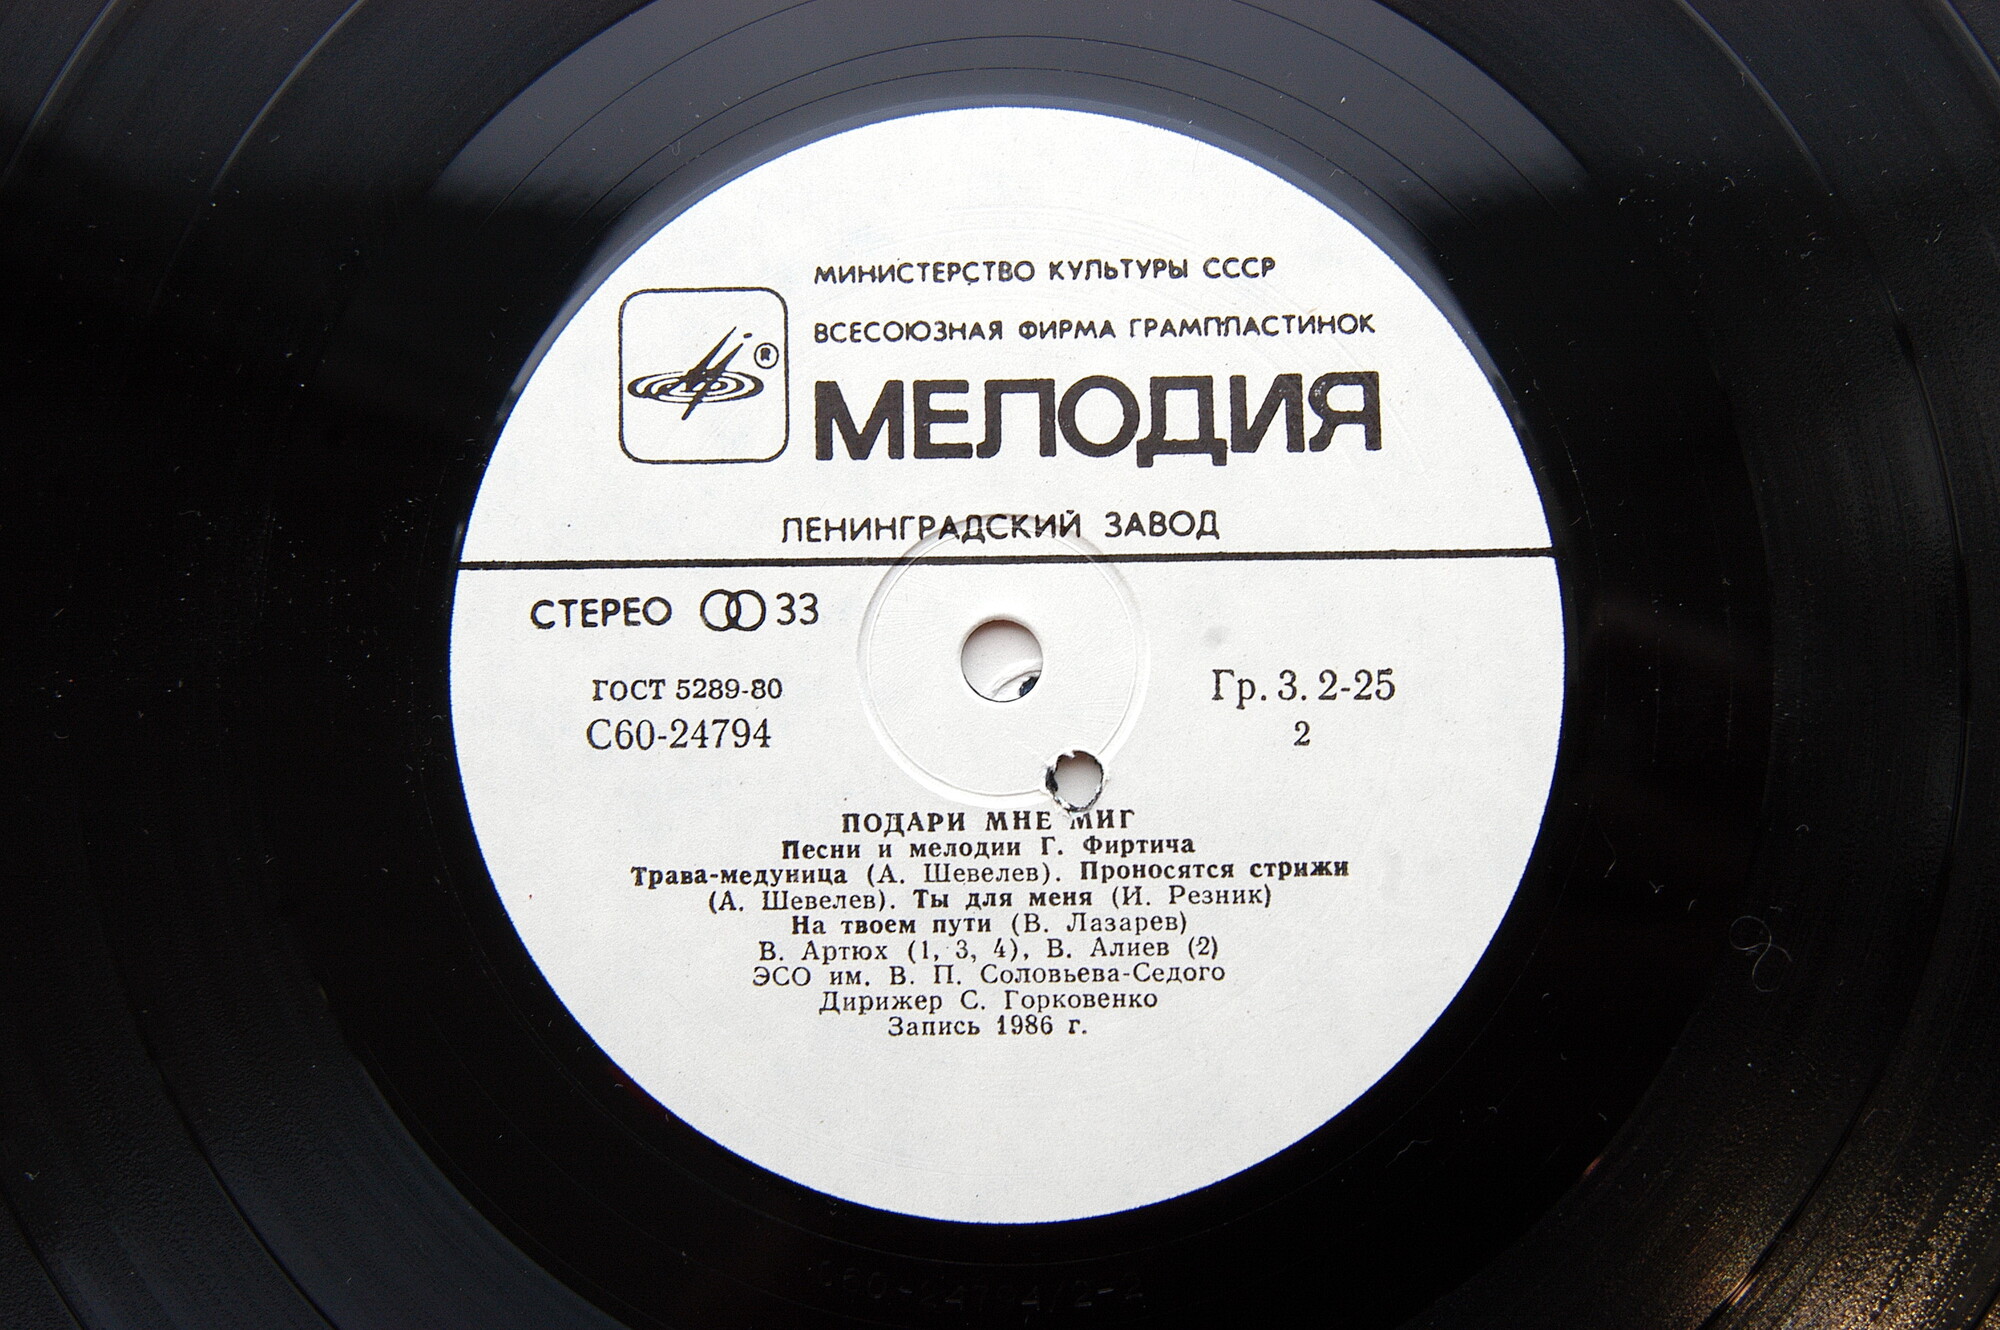 МИНИСТЕРСТВО КУЛЬТУРЫ СССР
ВСЕСОЮЗНАЯ ФИРМА ГРАМПЛАСТИНОК
®
МЕЛОДИЯ
ЛЕНИНГРАДСКИЙ ЗАВОД
СТЕРЕО 33
ГОСТ 5289-80
С60-24794
Гр. 3. 2-25
2
ПОДАРИ МНЕ МИГ
Песни и мелодии Г. Фиртича
Трава-медуница (А. Шевелев). Проносятся стрижи
(А. Шевелев). Ты для меня (И. Резник)
На твоем пути (В. Лазарев)
В. Артюх (1, 3, 4), В. Алиев (2)
ЭСО им. В. П. Соловьева-Седого
Дирижер С. Горковенко
Запись 1986 г.